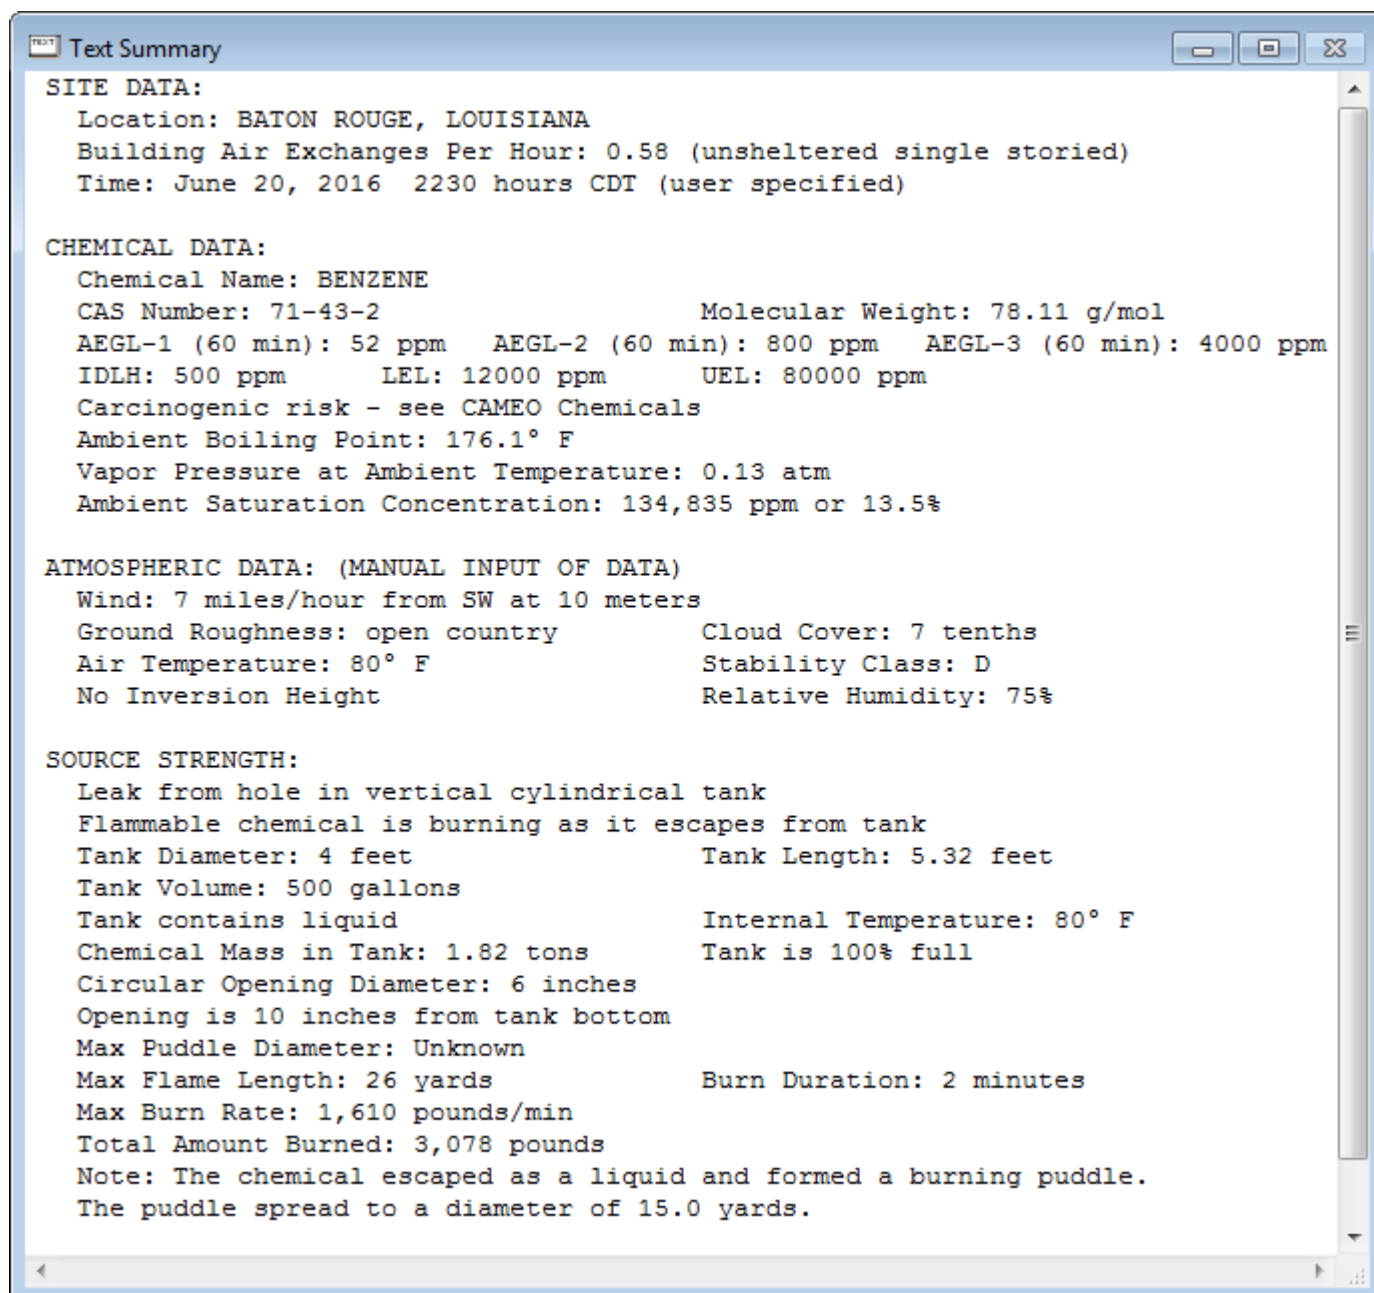 Text Summary
SITE DATA:
Location: BATON ROUGE, LOUISIANA
Building Air Exchanges Per Hour: 0.58 (unsheltered single storied)
Time: June 20, 2016  2230 hours CDT (user specified)
CHEMICAL DATA:
Chemical Name: BENZENE
CAS Number: 71-43-2 Molecular Weight: 78.11 g/mol
AEGL-1 (60 min): 52 ppm AEGL-2 (60 min): 800 ppm AEGL-3 (60 min): 4000 ppm
IDLH: 500 ppm LEL: 12000 ppm UEL: 80000 ppm
Carcinogenic risk - see CAMEO Chemicals
Ambient Boiling Point: 176.1° F
Vapor Pressure at Ambient Temperature: 0.13 atm
Ambient Saturation Concentration: 134,835 ppm or 13.5%
ATMOSPHERIC DATA: (MANUAL INPUT OF DATA)
Wind: 7 miles/hour from SW at 10 meters
Ground Roughness: open country Cloud Cover: 7 tenths
Air Temperature: 80° F Stability Class: D
No Inversion Height Relative Humidity: 75%
SOURCE STRENGTH:
Leak from hole in vertical cylindrical tank
Flammable chemical is burning as it escapes from tank
Tank Diameter: 4 feet Tank Length: 5.32 feet
Tank Volume: 500 gallons
Tank contains liquid Internal Temperature: 80° F
Chemical Mass in Tank: 1.82 tons Tank is 100% full
Circular Opening Diameter: 6 inches
Opening is 10 inches from tank bottom
Max Puddle Diameter: Unknown
Max Flame Length: 26 yards Burn Duration: 2 minutes
Max Burn Rate: 1,610 pounds/min
Total Amount Burned: 3,078 pounds
Note: The chemical escaped as a liquid and formed a burning puddle.
The puddle spread to a diameter of 15.0 yards.